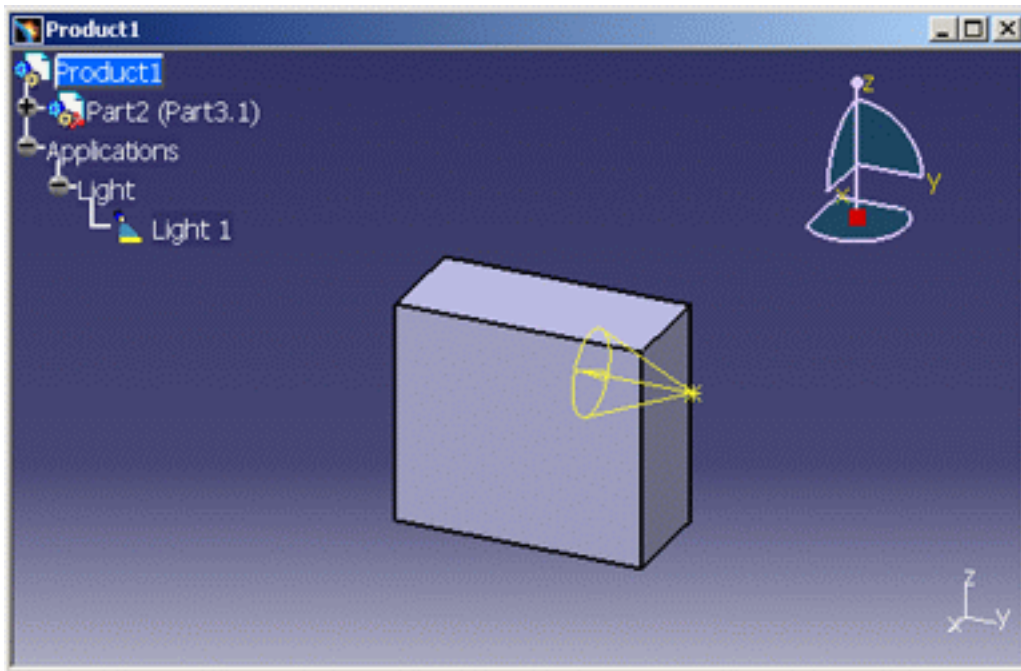 Product1
Product1
Part2 (Part3.1)
Applications
Light
Light 1
z
y
x
z
x
y